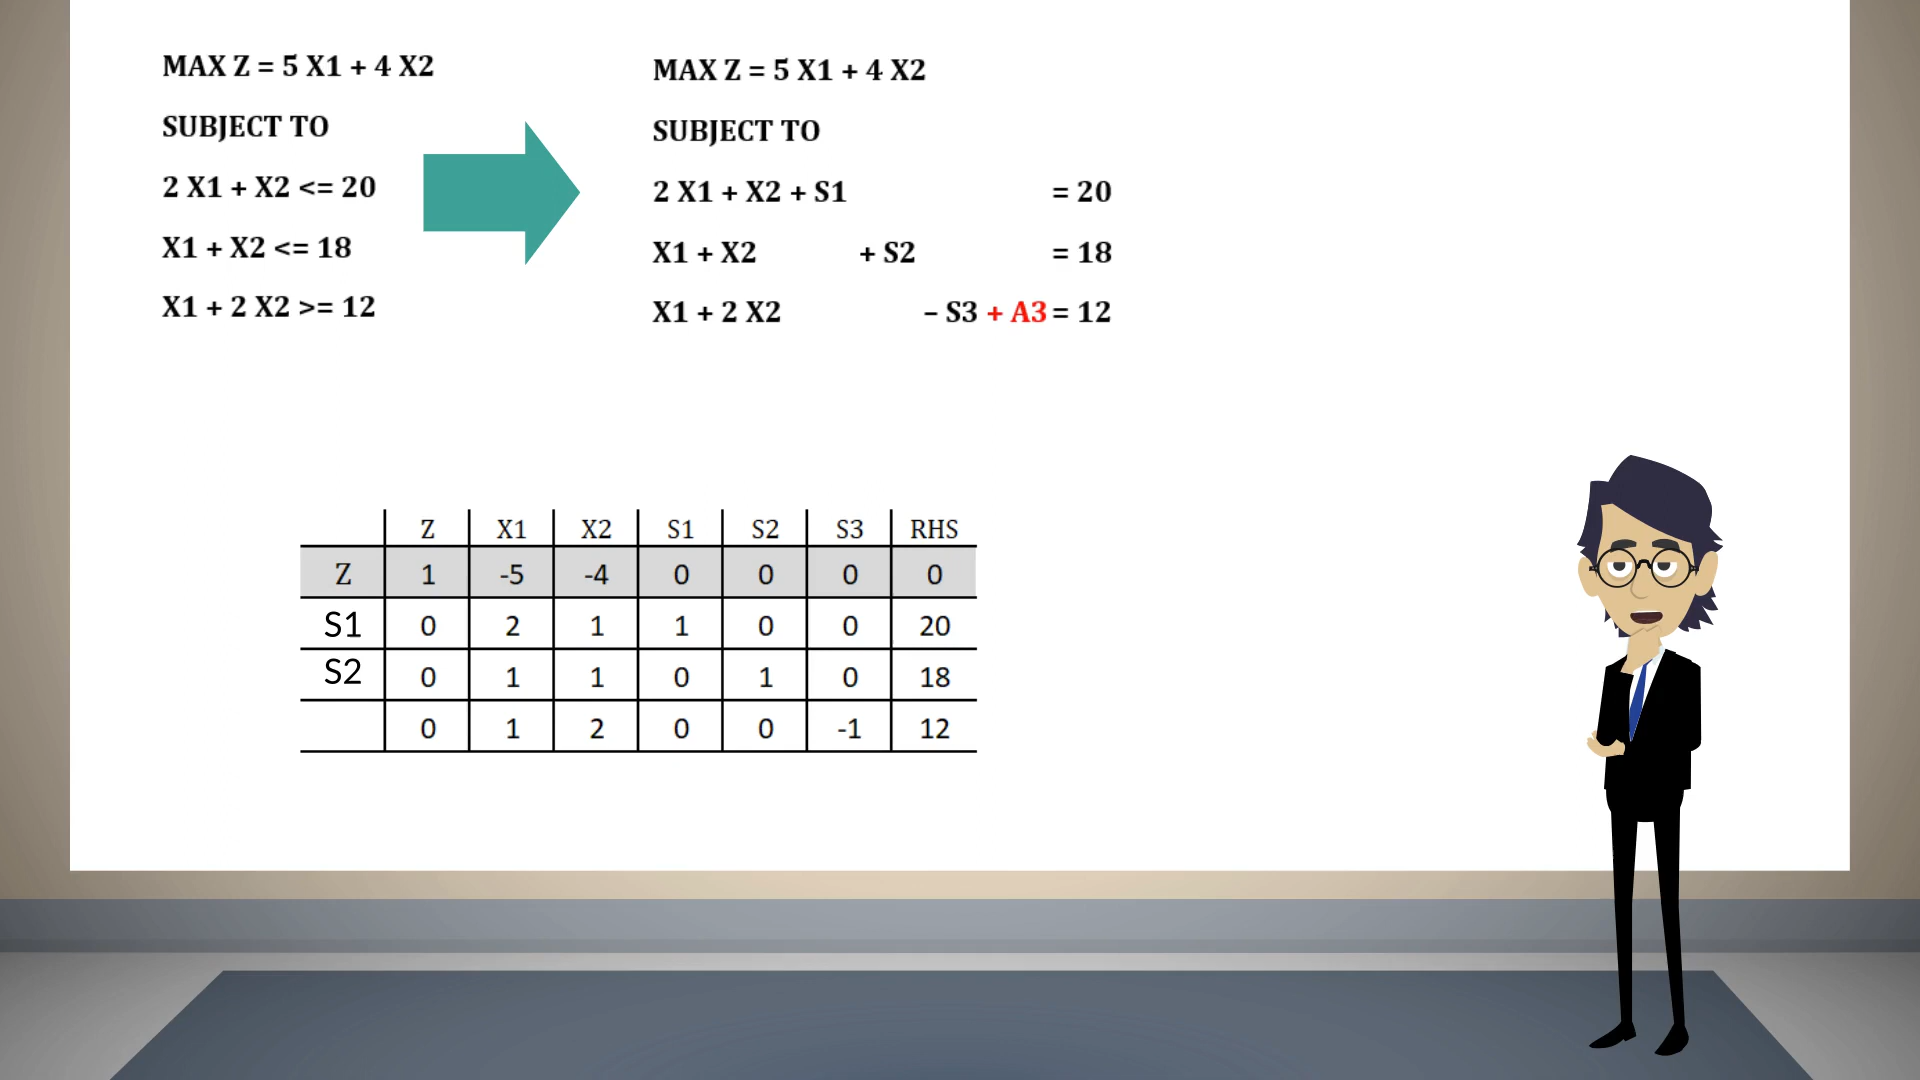 MAX Z = 5 X1 + 4 X2
SUBJECT TO
2 X1 + X2 <= 20
X1 + X2 <= 18
X1 + 2 X2 >= 12
MAX Z = 5 X1 + 4 X2
SUBJECT TO
2 X1 + X2 + S1 = 20
X1 + X2 + S2 = 18
X1 + 2 X2 – S3 + A3 = 12
Z X1 X2 S1 S2 S3 RHS
Z 1 -5 -4 0 0 0 0
S1 0 2 1 1 0 0 20
S2 0 1 1 0 1 0 18
0 1 2 0 0 -1 12